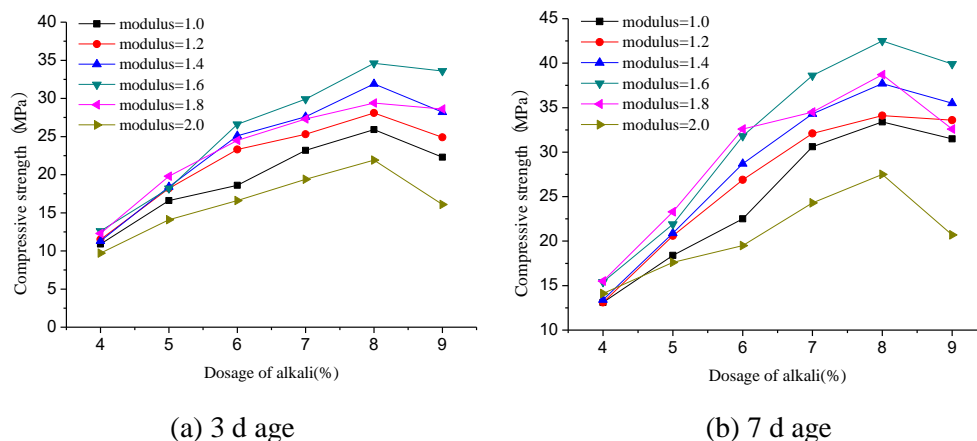 40
35
30
25
20
15
10
5
0
Compressive strength (MPa)
modulus=1.0
modulus=1.2
modulus=1.4
modulus=1.6
modulus=1.8
modulus=2.0
4 5 6 7 8 9
Dosage of alkali(%)
(a) 3 d age
45
40
35
30
25
20
15
10
Compressive strength (MPa)
modulus=1.0
modulus=1.2
modulus=1.4
modulus=1.6
modulus=1.8
modulus=2.0
4 5 6 7 8 9
Dosage of alkali(%)
(b) 7 d age